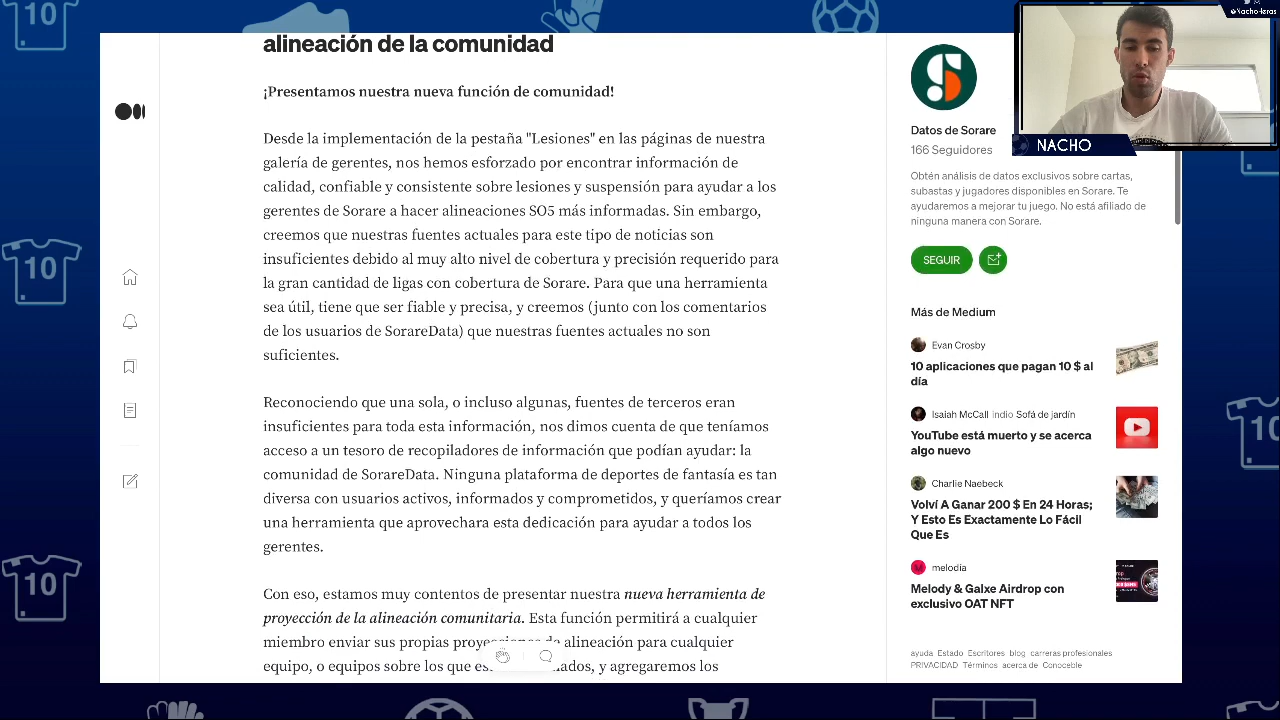 alineación de la comunidad
¡Presentamos nuestra nueva función de comunidad!
Desde la implementación de la pestaña "Lesiones" en las páginas de nuestra
galería de gerentes, nos hemos esforzado por encontrar información de
calidad, confiable y consistente sobre lesiones y suspensión para ayudar a los
gerentes de Sorare a hacer alineaciones SO5 más informadas. Sin embargo,
creemos que nuestras fuentes actuales para este tipo de noticias son
insuficientes debido al muy alto nivel de cobertura y precisión requerido para
la gran cantidad de ligas con cobertura de Sorare. Para que una herramienta
sea útil, tiene que ser fiable y precisa, y creemos (junto con los comentarios
de los usuarios de SorareData) que nuestras fuentes actuales no son
suficientes.
Reconociendo que una sola, o incluso algunas, fuentes de terceros eran
insuficientes para toda esta información, nos dimos cuenta de que teníamos
acceso a un tesoro de recopiladores de información que podían ayudar: la
comunidad de SorareData. Ninguna plataforma de deportes de fantasía es tan
diversa con usuarios activos, informados y comprometidos, y queríamos crear
una herramienta que aprovechara esta dedicación para ayudar a todos los
gerentes.
Con eso, estamos muy contentos de presentar nuestra nueva herramienta de
proyección de la alineación comunitaria. Esta función permitirá a cualquier
miembro enviar sus propias proyecciones de alineación para cualquier
equipo, o equipos sobre los que y agregaremos los
Datos de Sorare
166 Seguidores
Obtén análisis de datos exclusivos sobre cartas,
subastas y jugadores disponibles en Sorare. Te
ayudaremos a mejorar tu juego. No está afiliado de
ninguna manera con Sorare.
SEGUIR
Más de Medium
Evan Crosby
10 aplicaciones que pagan 10 $ al
día
Isaiah McCall indio Sofá de jardín
YouTube está muerto y se acerca
algo nuevo
Charlie Naebeck
Volví A Ganar 200 $ En 24 Horas;
Y Esto Es Exactamente Lo Fácil
Que Es
melodía
Melody & Galxe Airdrop con
exclusivo OAT NFT
ayuda Estado Escritores blog carreras profesionales
PRIVACIDAD Términos acerca de Conocible
NACHO
10
10
10
10
10